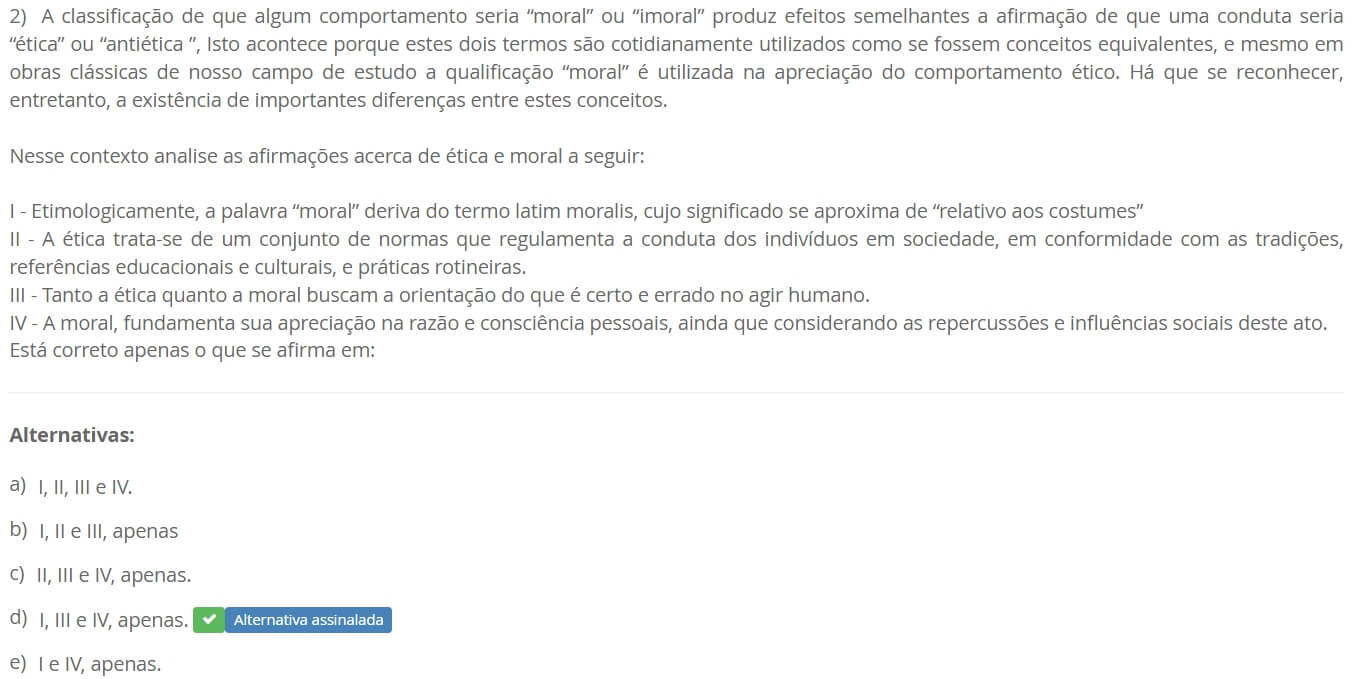 2) A classificação de que algum comportamento seria “moral” ou “imoral” produz efeitos semelhantes a afirmação de que uma conduta seria
“ética” ou “antiética ”, Isto acontece porque estes dois termos são cotidianamente utilizados como se fossem conceitos equivalentes, e mesmo em
obras clássicas de nosso campo de estudo a qualificação “moral” é utilizada na apreciação do comportamento ético. Há que se reconhecer,
entretanto, a existência de importantes diferenças entre estes conceitos.
Nesse contexto analise as afirmações acerca de ética e moral a seguir:
I - Etimologicamente, a palavra “moral” deriva do termo latim moralis, cujo significado se aproxima de “relativo aos costumes”
II - A ética trata-se de um conjunto de normas que regulamenta a conduta dos indivíduos em sociedade, em conformidade com as tradições,
referências educacionais e culturais, e práticas rotineiras.
III - Tanto a ética quanto a moral buscam a orientação do que é certo e errado no agir humano.
IV - A moral, fundamenta sua apreciação na razão e consciência pessoais, ainda que considerando as repercussões e influências sociais deste ato.
Está correto apenas o que se afirma em:
Alternativas:
a) I, II, III e IV.
b) I, II e III, apenas
c) II, III e IV, apenas.
d) I, III e IV, apenas. Alternativa assinalada
e) I e IV, apenas.